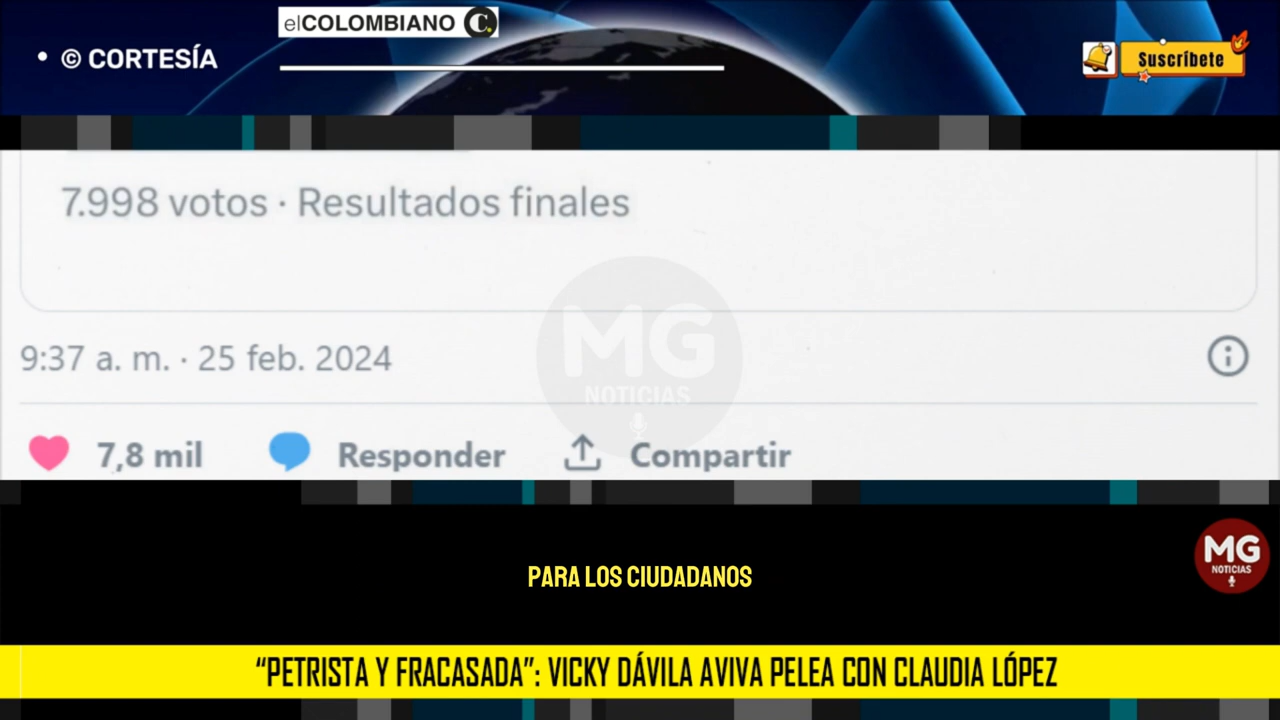 elCOLOMBIANO C
• © CORTESÍA
Suscríbete
7.998 votos · Resultados finales
MG
NOTICIAS
9:37 a. m. · 25 feb. 2024
7,8 mil Responder Compartir
MG
NOTICIAS
PARA LOS CIUDADANOS
“PETRISTA Y FRACASADA”: VICKY DÁVILA AVIVA PELEA CON CLAUDIA LÓPEZ